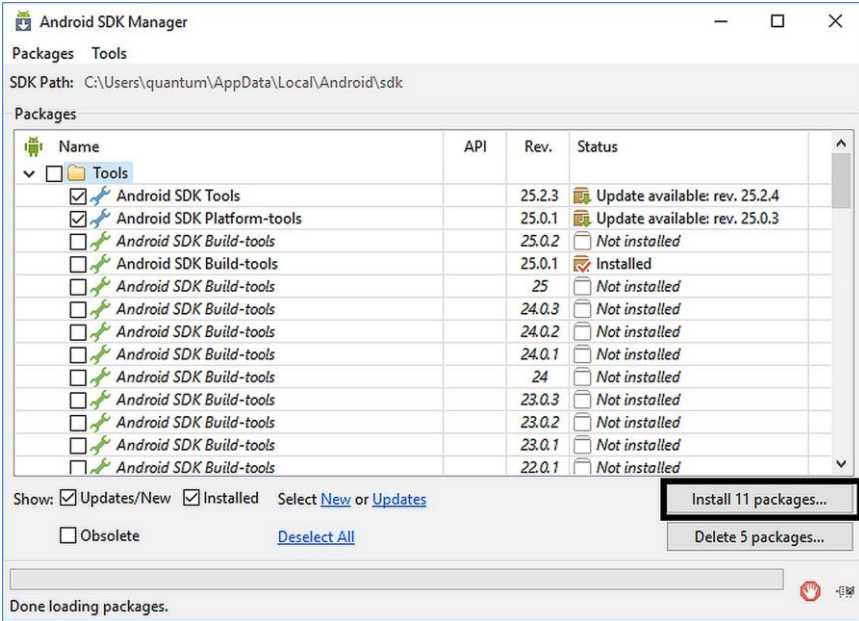 Android SDK Manager
Packages Tools
SDK Path: C:\Users\quantum\AppData\Local\Android\sdk
Packages
Name API Rev. Status
Tools
Android SDK Tools 25.2.3 Update available: rev. 25.2.4
Android SDK Platform-tools 25.0.1 Update available: rev. 25.0.3
Android SDK Build-tools 25.0.2 Not installed
Android SDK Build-tools 25.0.1 Installed
Android SDK Build-tools 25 Not installed
Android SDK Build-tools 24.0.3 Not installed
Android SDK Build-tools 24.0.2 Not installed
Android SDK Build-tools 24.0.1 Not installed
Android SDK Build-tools 24 Not installed
Android SDK Build-tools 23.0.3 Not installed
Android SDK Build-tools 23.0.2 Not installed
Android SDK Build-tools 23.0.1 Not installed
Android SDK Build-tools 22.0.1 Not installed
Show: Updates/New Installed Select New or Updates Install 11 packages...
Obsolete Deselect All Delete 5 packages...
Done loading packages.